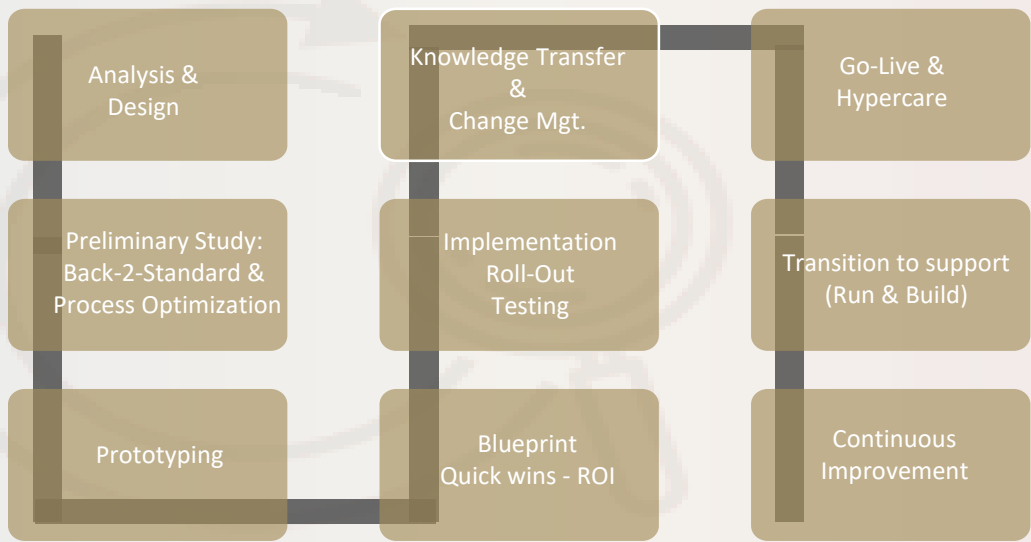 Analysis &
Design
Preliminary Study:
Back-2-Standard &
Process Optimization
Prototyping
Blueprint
Quick wins - ROI
Implementation
Roll-Out
Testing
Knowledge Transfer
&
Change Mgt.
Go-Live &
Hypercare
Transition to support
(Run & Build)
Continuous
Improvement